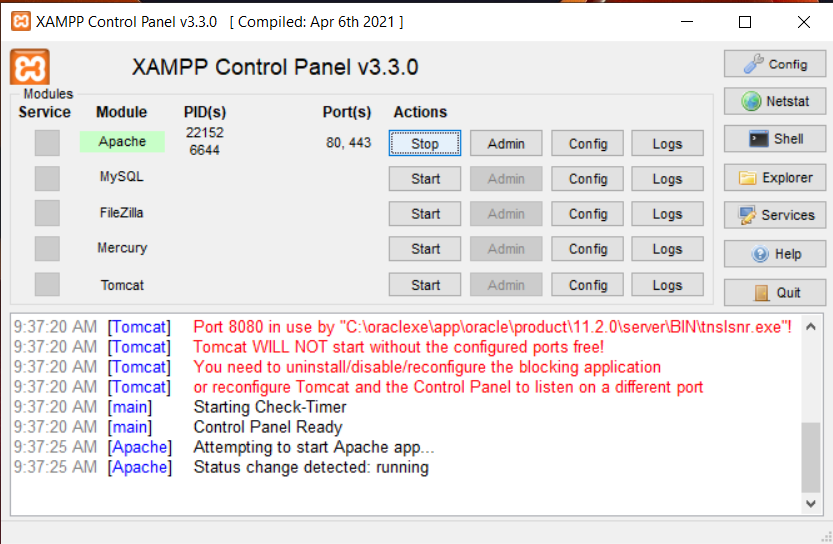 XAMPP Control Panel v3.3.0 [ Compiled: Apr 6th 2021 ]
XAMPP Control Panel v3.3.0
Config
Modules
Service Module PID(s) Port(s) Actions
Netstat
Apache 22152 6644 80, 443 Stop Admin Config Logs
Shell
MySQL Start Admin Config Logs
Explorer
FileZilla Start Admin Config Logs
Services
Mercury Start Admin Config Logs
Help
Tomcat Start Admin Config Logs
Quit
9:37:20 AM [Tomcat] Port 8080 in use by "C:\oraclexe\app\oracle\product\11.2.0\server\BIN\tnslsnr.exe"!
9:37:20 AM [Tomcat] Tomcat WILL NOT start without the configured ports free!
9:37:20 AM [Tomcat] You need to uninstall/disable/reconfigure the blocking application
9:37:20 AM [Tomcat] or reconfigure Tomcat and the Control Panel to listen on a different port
9:37:20 AM [main] Starting Check-Timer
9:37:20 AM [main] Control Panel Ready
9:37:25 AM [Apache] Attempting to start Apache app...
9:37:25 AM [Apache] Status change detected: running